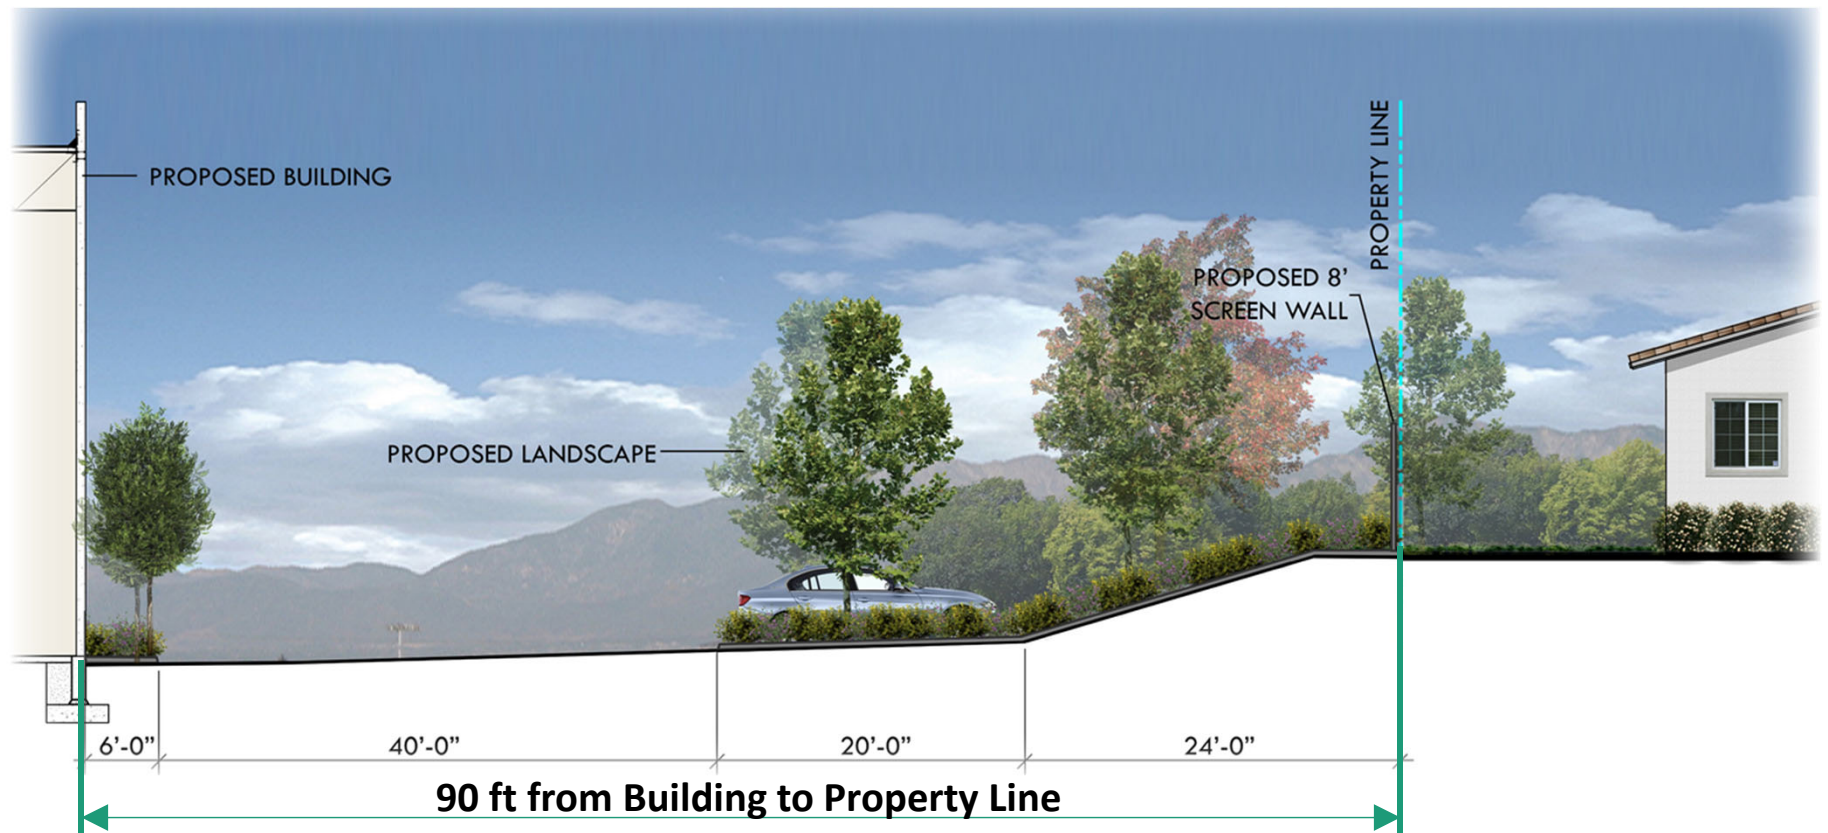 PROPOSED BUILDING
PROPERTY LINE
PROPOSED 8’
SCREEN WALL
PROPOSED LANDSCAPE
6’-0”
40’-0”
20’-0”
24’-0”
90 ft from Building to Property Line